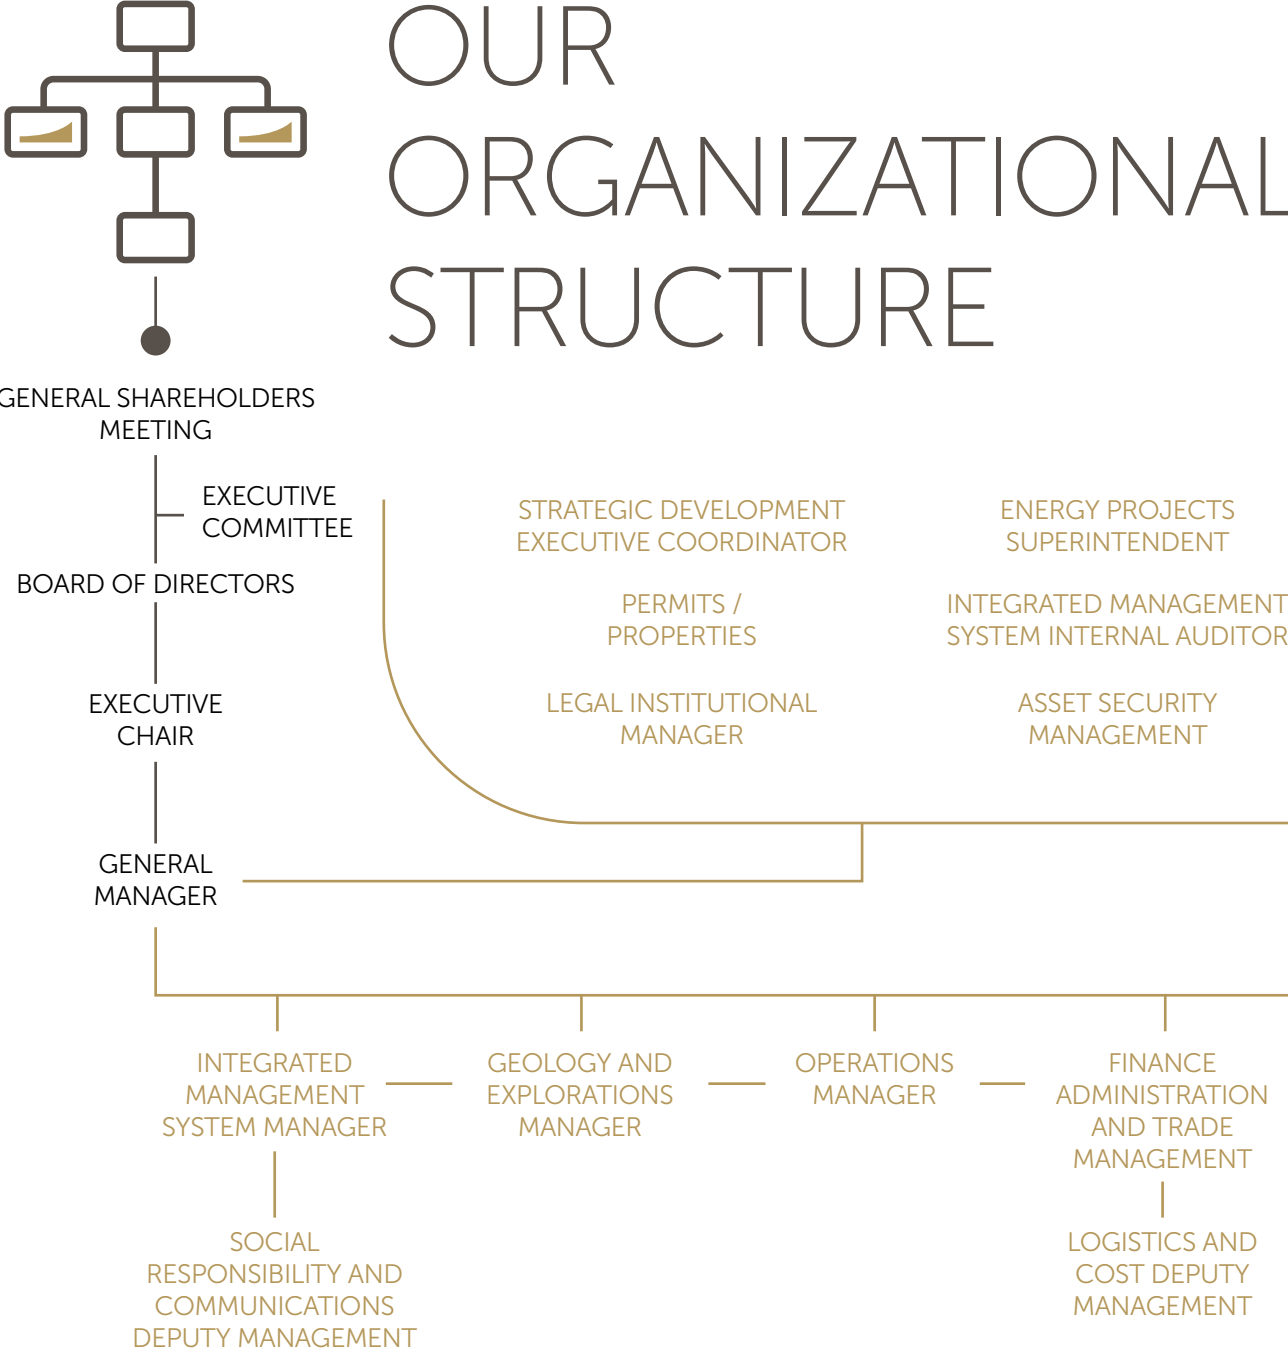 OUR
ORGANIZATIONAL
STRUCTURE
GENERAL SHAREHOLDERS
MEETING
EXECUTIVE
COMMITTEE
BOARD OF DIRECTORS
EXECUTIVE
CHAIR
GENERAL
MANAGER
STRATEGIC DEVELOPMENT
EXECUTIVE COORDINATOR
ENERGY PROJECTS
SUPERINTENDENT
PERMITS /
PROPERTIES
INTEGRATED MANAGEMENT
SYSTEM INTERNAL AUDITOR
LEGAL INSTITUTIONAL
MANAGER
ASSET SECURITY
MANAGEMENT
INTEGRATED
MANAGEMENT
SYSTEM MANAGER
GEOLOGY AND
EXPLORATIONS
MANAGER
OPERATIONS
MANAGER
FINANCE
ADMINISTRATION
AND TRADE
MANAGEMENT
SOCIAL
RESPONSIBILITY AND
COMMUNICATIONS
DEPUTY MANAGEMENT
LOGISTICS AND
COST DEPUTY
MANAGEMENT